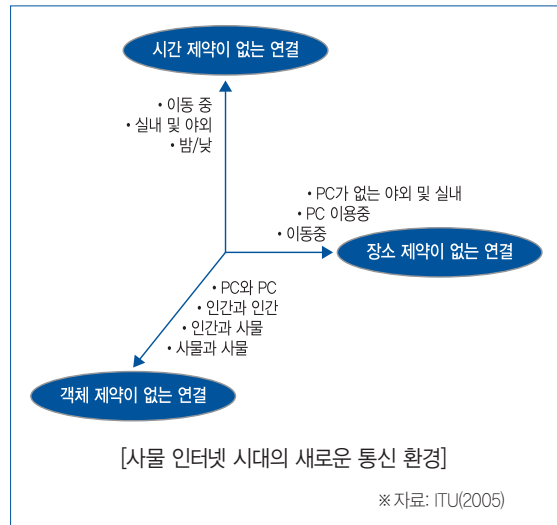 시간 제약이 없는 연결
• 이동 중
• 실내 및 야외
• 밤/낮
• PC가 없는 야외 및 실내
• PC 이용중
• 이동중
장소 제약이 없는 연결
• PC와 PC
• 인간과 인간
• 인간과 사물
• 사물과 사물
객체 제약이 없는 연결
[사물 인터넷 시대의 새로운 통신 환경]
※ 자료: ITU(2005)